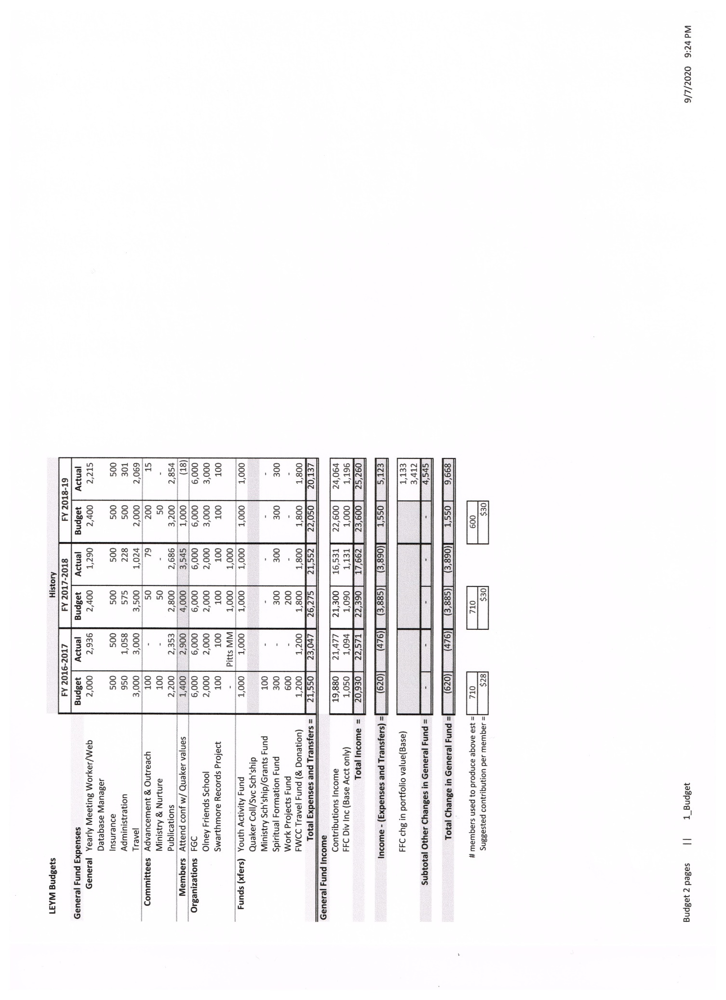 LEYM Budgets
History
FY 2016-2017 FY 2017-2018 FY 2018-19
General Fund Expenses Budget Actual Budget Actual Budget Actual
General Yearly Meeting Worker/Web 2,000 2,936 2,400 1,290 2,400 2,215
Database Manager
Insurance 500 500 500 500 500 500
Administration 950 1,058 575 228 500 301
Travel 3,000 3,000 3,500 1,024 2,000 2,069
Committees Advancement & Outreach 100 - 50 79 200 15
Ministry & Nurture 100 - 50 - 50 -
Publications 2,200 2,353 2,800 2,686 3,200 2,854
Members Attend conf w/ Quaker values 1,400 2,900 4,000 3,545 1,000 (18)
Organizations FGC 6,000 6,000 6,000 6,000 6,000 6,000
Olney Friends School 2,000 2,000 2,000 2,000 3,000 3,000
Swarthmore Records Project 100 100 100 100 100 100
- Pitts MM 1,000 1,000
Funds (xfers) Youth Activity Fund 1,000 1,000 1,000 1,000 1,000 1,000
Quaker Coll/Svc Sch'ship
Ministry Sch'ship/Grants Fund 100 - - - - -
Spiritual Formation Fund 300 - 300 300 300 300
Work Projects Fund 600 - 200 - - -
FWCC Travel Fund (& Donation) 1,200 1,200 1,800 1,800 1,800 1,800
Total Expenses and Transfers = 21,550 23,047 26,275 21,552 22,050 20,137
General Fund Income
Contributions Income 19,880 21,477 21,300 16,531 22,600 24,064
FFC Div Inc (Base Acct only) 1,050 1,094 1,090 1,131 1,000 1,196
Total Income = 20,930 22,571 22,390 17,662 23,600 25,260
Income - (Expenses and Transfers) = (620) (476) (3,885) (3,890) 1,550 5,123
FFC chg in portfolio value(Base) 1,133
3,412
Subtotal Other Changes in General Fund = - - - - - 4,545
Total Change in General Fund = (620) (476) (3,885) (3,890) 1,550 9,668
# members used to produce above est = 710 710 600
Suggested contribution per member = $28 $30 $30
Budget 2 pages || 1_Budget 9/7/2020 9:24 PM